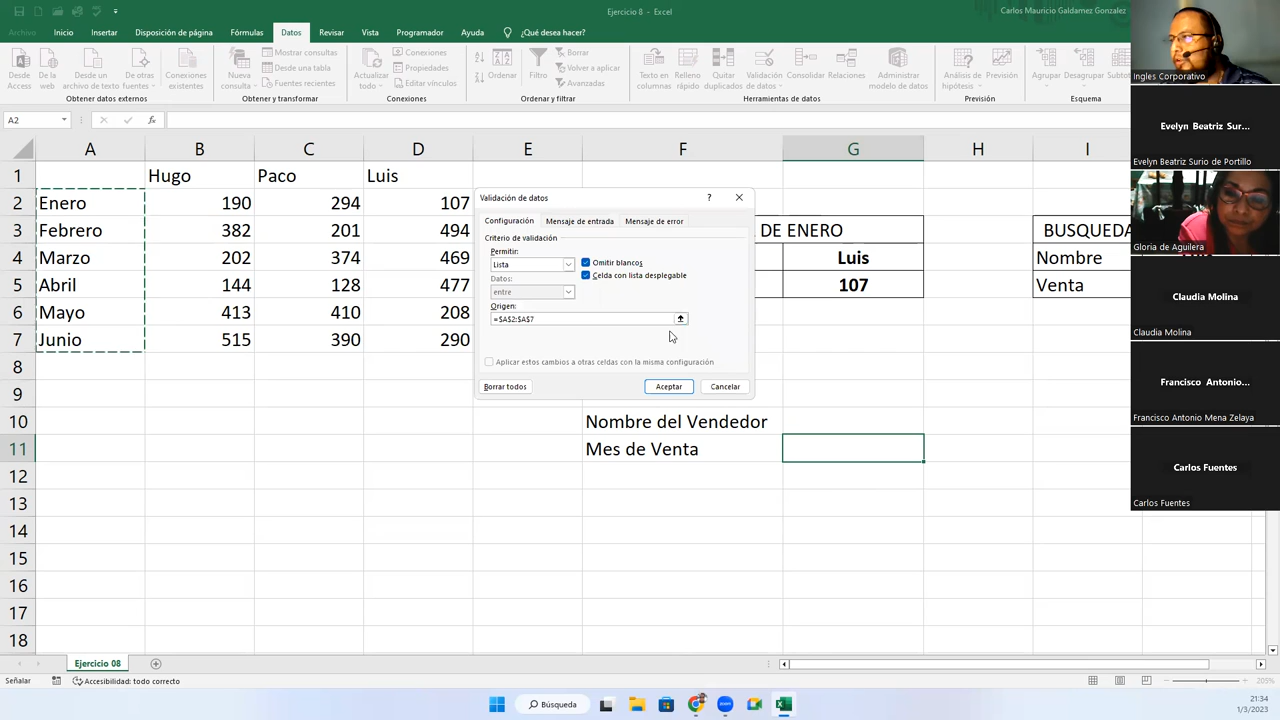 Ejercicio 8 - Excel
Carlos Mauricio Galdamez Gonzalez
Archivo Inicio Insertar Disposición de página Fórmulas Datos Revisar Vista Programador Ayuda ¿Qué desea hacer?
Desde Access
De la web
Desde un archivo de texto
De otras fuentes
Conexiones existentes
Nueva consulta
Mostrar consultas
Desde una tabla
Fuentes recientes
Actualizar todo
Conexiones
Propiedades
Editar vínculos
Ordenar
Filtro
Borrar
Volver a aplicar
Avanzadas
Texto en columnas
Relleno rápido
Quitar duplicados
Validación de datos
Consolidar
Relaciones
Administrar modelo de datos
Análisis de hipótesis
Previsión
Agrupar
Desagrupar
Obtener datos externos
Obtener y transformar
Conexiones
Ordenar y filtrar
Herramientas de datos
Previsión
Esquema
A2
fx
A B C D E F G H I
1 Hugo Paco Luis
2 Enero 190 294 107
3 Febrero 382 201 494 DE ENERO BUSQUEDA
4 Marzo 202 374 469 Luis Nombre
5 Abril 144 128 477 107 Venta
6 Mayo 413 410 208
7 Junio 515 390 290
8
9
10 Nombre del Vendedor
11 Mes de Venta
12
13
14
15
16
17
18
Validación de datos
?
Configuración Mensaje de entrada Mensaje de error
Criterio de validación
Permitir:
Lista
Omitir blancos
Celda con lista desplegable
Datos:
entre
Origen:
=$A$2:$A$7
Aplicar estos cambios a otras celdas con la misma configuración
Borrar todos Aceptar Cancelar
Ingles Corporativo
Evelyn Beatriz Sur...
Evelyn Beatriz Surio de Portillo
Gloria de Aguilera
Claudia Molina
Claudia Molina
Francisco Antonio...
Francisco Antonio Mena Zelaya
Carlos Fuentes
Carlos Fuentes
Ejercicio 08
Señalar
Accesibilidad: todo correcto
205%
Búsqueda
zoom
21:34
1/3/2023